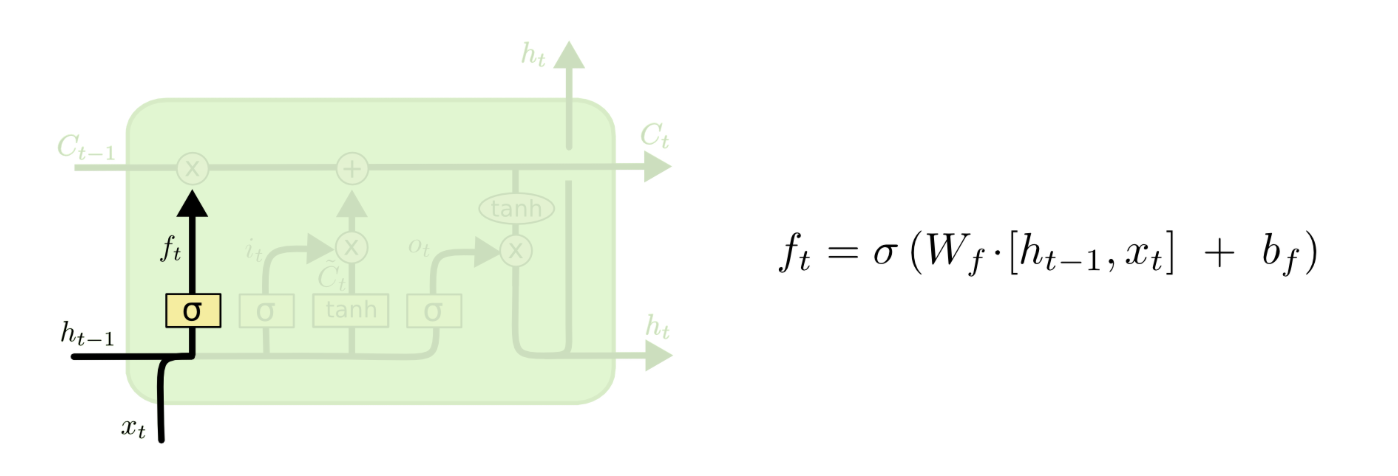 h_t
C_{t-1}
C_t
x
+
tanh
f_t
i_t
x
o_t
x
C̃_t
σ
σ
tanh
σ
h_{t-1}
h_t
x_t
f_t = σ (W_f · [h_{t-1}, x_t] + b_f)